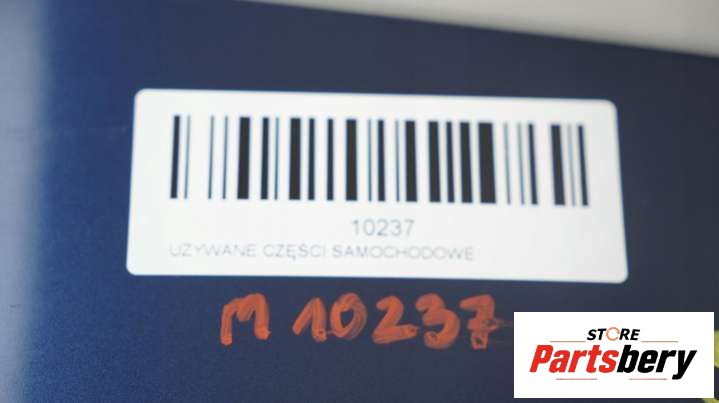 10237
UŻYWANE CZĘŚCI SAMOCHODOWE
M 10237
STORE
Partsbery